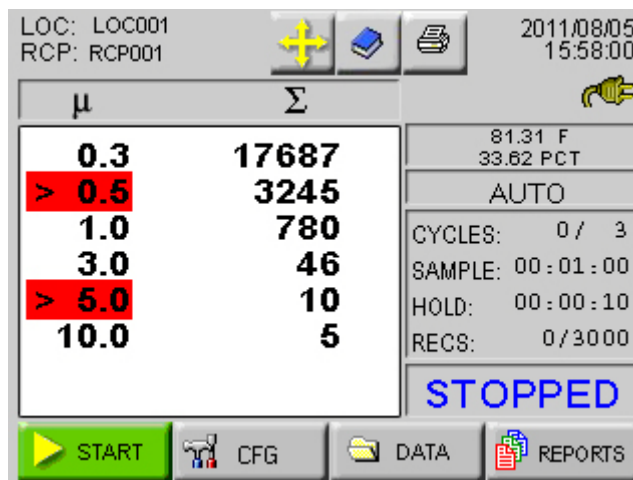 LOC: LOC001
RCP: RCP001
2011/08/05
15:58:00
μ Σ
0.3 17687
> 0.5 3245
1.0 780
3.0 46
> 5.0 10
10.0 5
81.31 F
33.62 PCT
AUTO
CYCLES: 0/ 3
SAMPLE: 00:01:00
HOLD: 00:00:10
RECS: 0/3000
STOPPED
START CFG DATA REPORTS